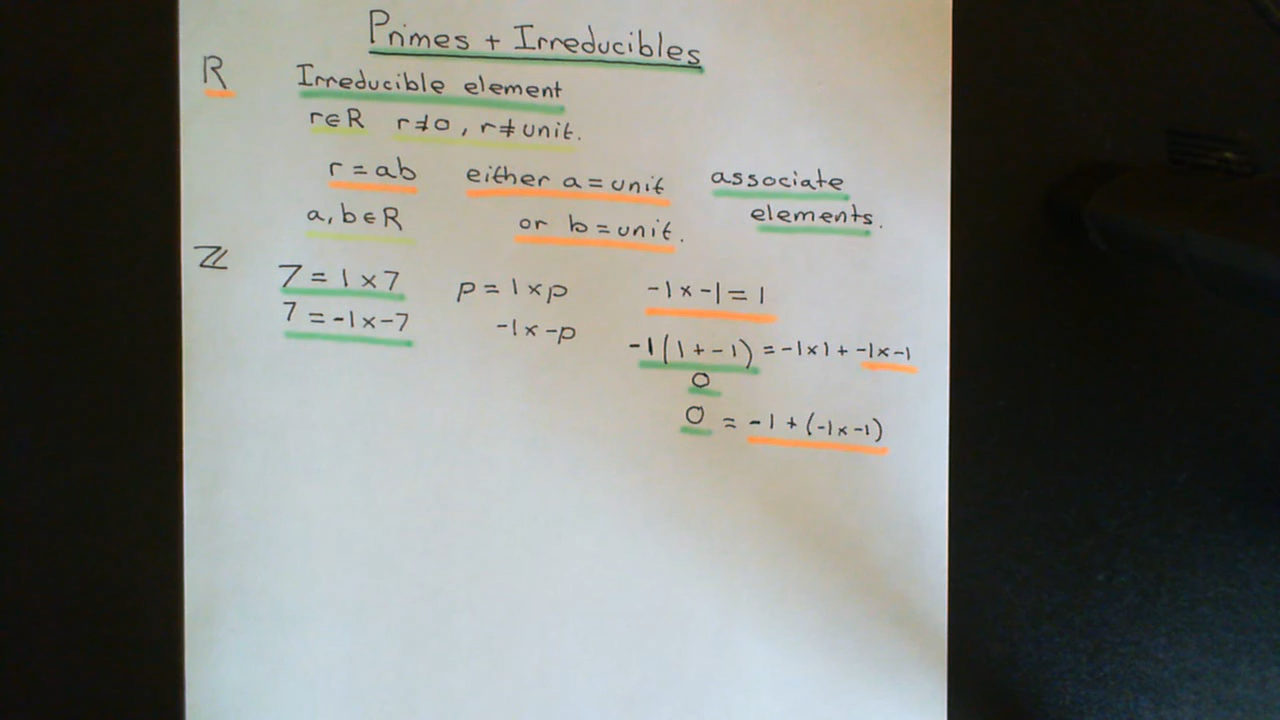 Primes + Irreducibles
R Irreducible element
r∈R r≠0, r≠unit.
r = ab either a = unit associate
a, b∈R or b = unit. elements.
ℤ
7 = 1 x 7 p = 1 x p -1 x -1 = 1
7 = -1 x -7 -1 x -p
-1(1 + -1) = -1 x 1 + -1 x -1
0
0 = -1 + (-1 x -1)